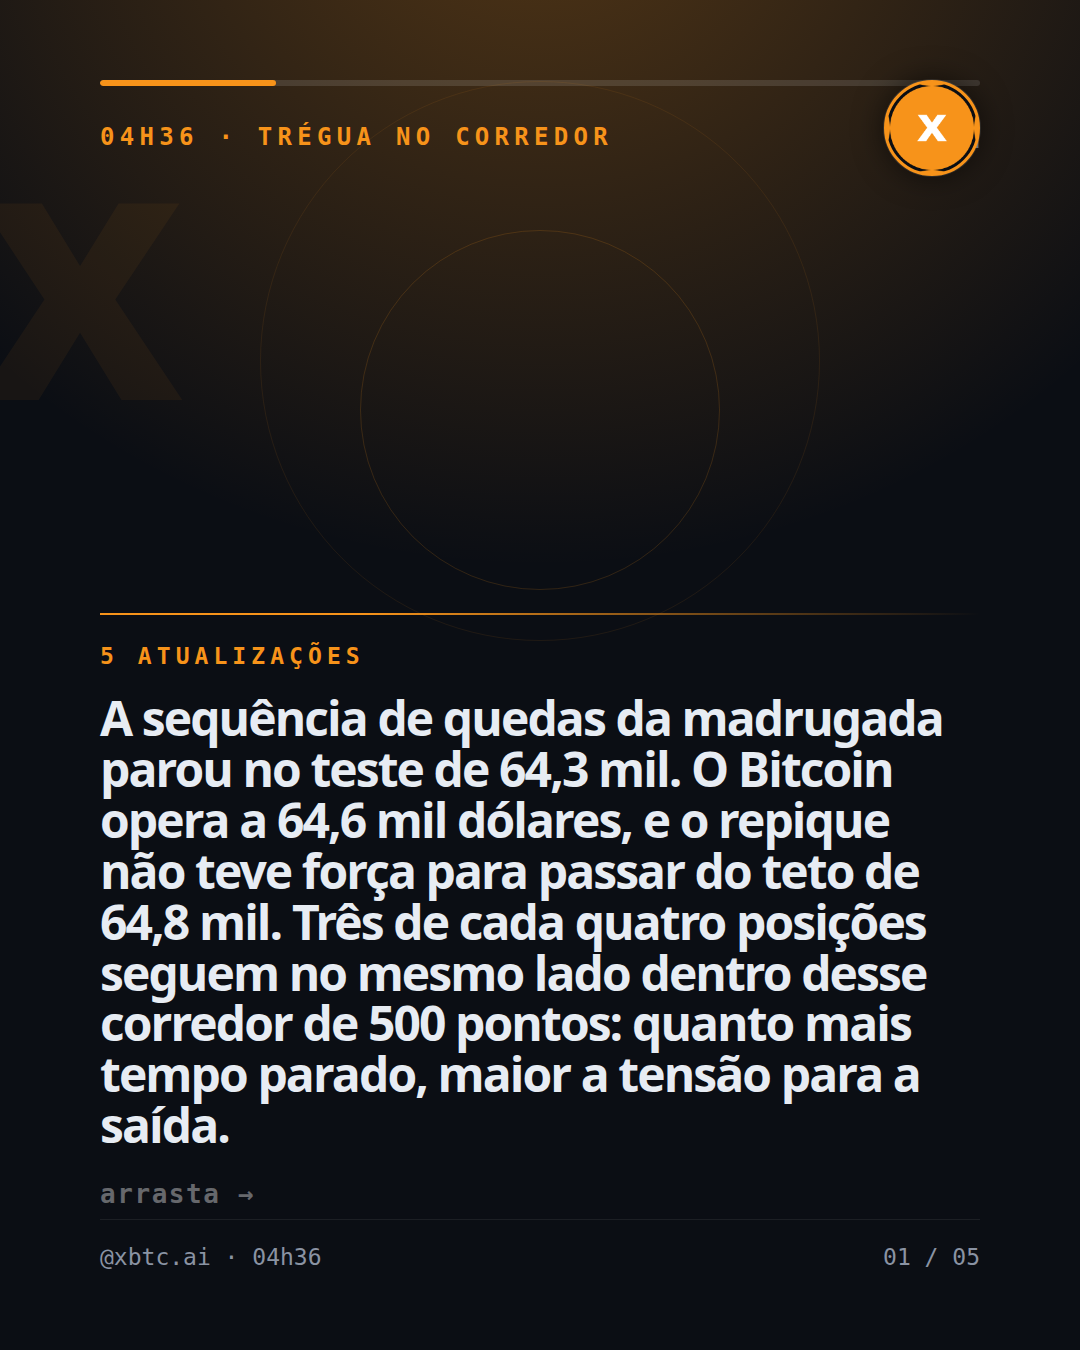 04H36 · TRÉGUA NO CORREDOR
x
X
5 ATUALIZAÇÕES
A sequência de quedas da madrugada
parou no teste de 64,3 mil. O Bitcoin
opera a 64,6 mil dólares, e o repique
não teve força para passar do teto de
64,8 mil. Três de cada quatro posições
seguem no mesmo lado dentro desse
corredor de 500 pontos: quanto mais
tempo parado, maior a tensão para a
saída.
arrasta →
@xbtc.ai · 04h36
01 / 05